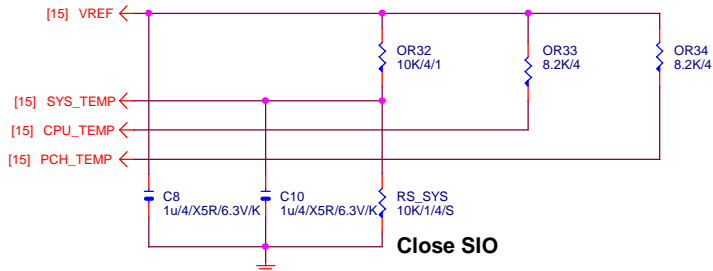 [15] VREF
OR32
10K/4/1
OR33
8.2K/4
OR34
8.2K/4
[15] SYS_TEMP
[15] CPU_TEMP
[15] PCH_TEMP
C8
1u/4/X5R/6.3V/K
C10
1u/4/X5R/6.3V/K
RS_SYS
10K/1/4/S
Close SIO